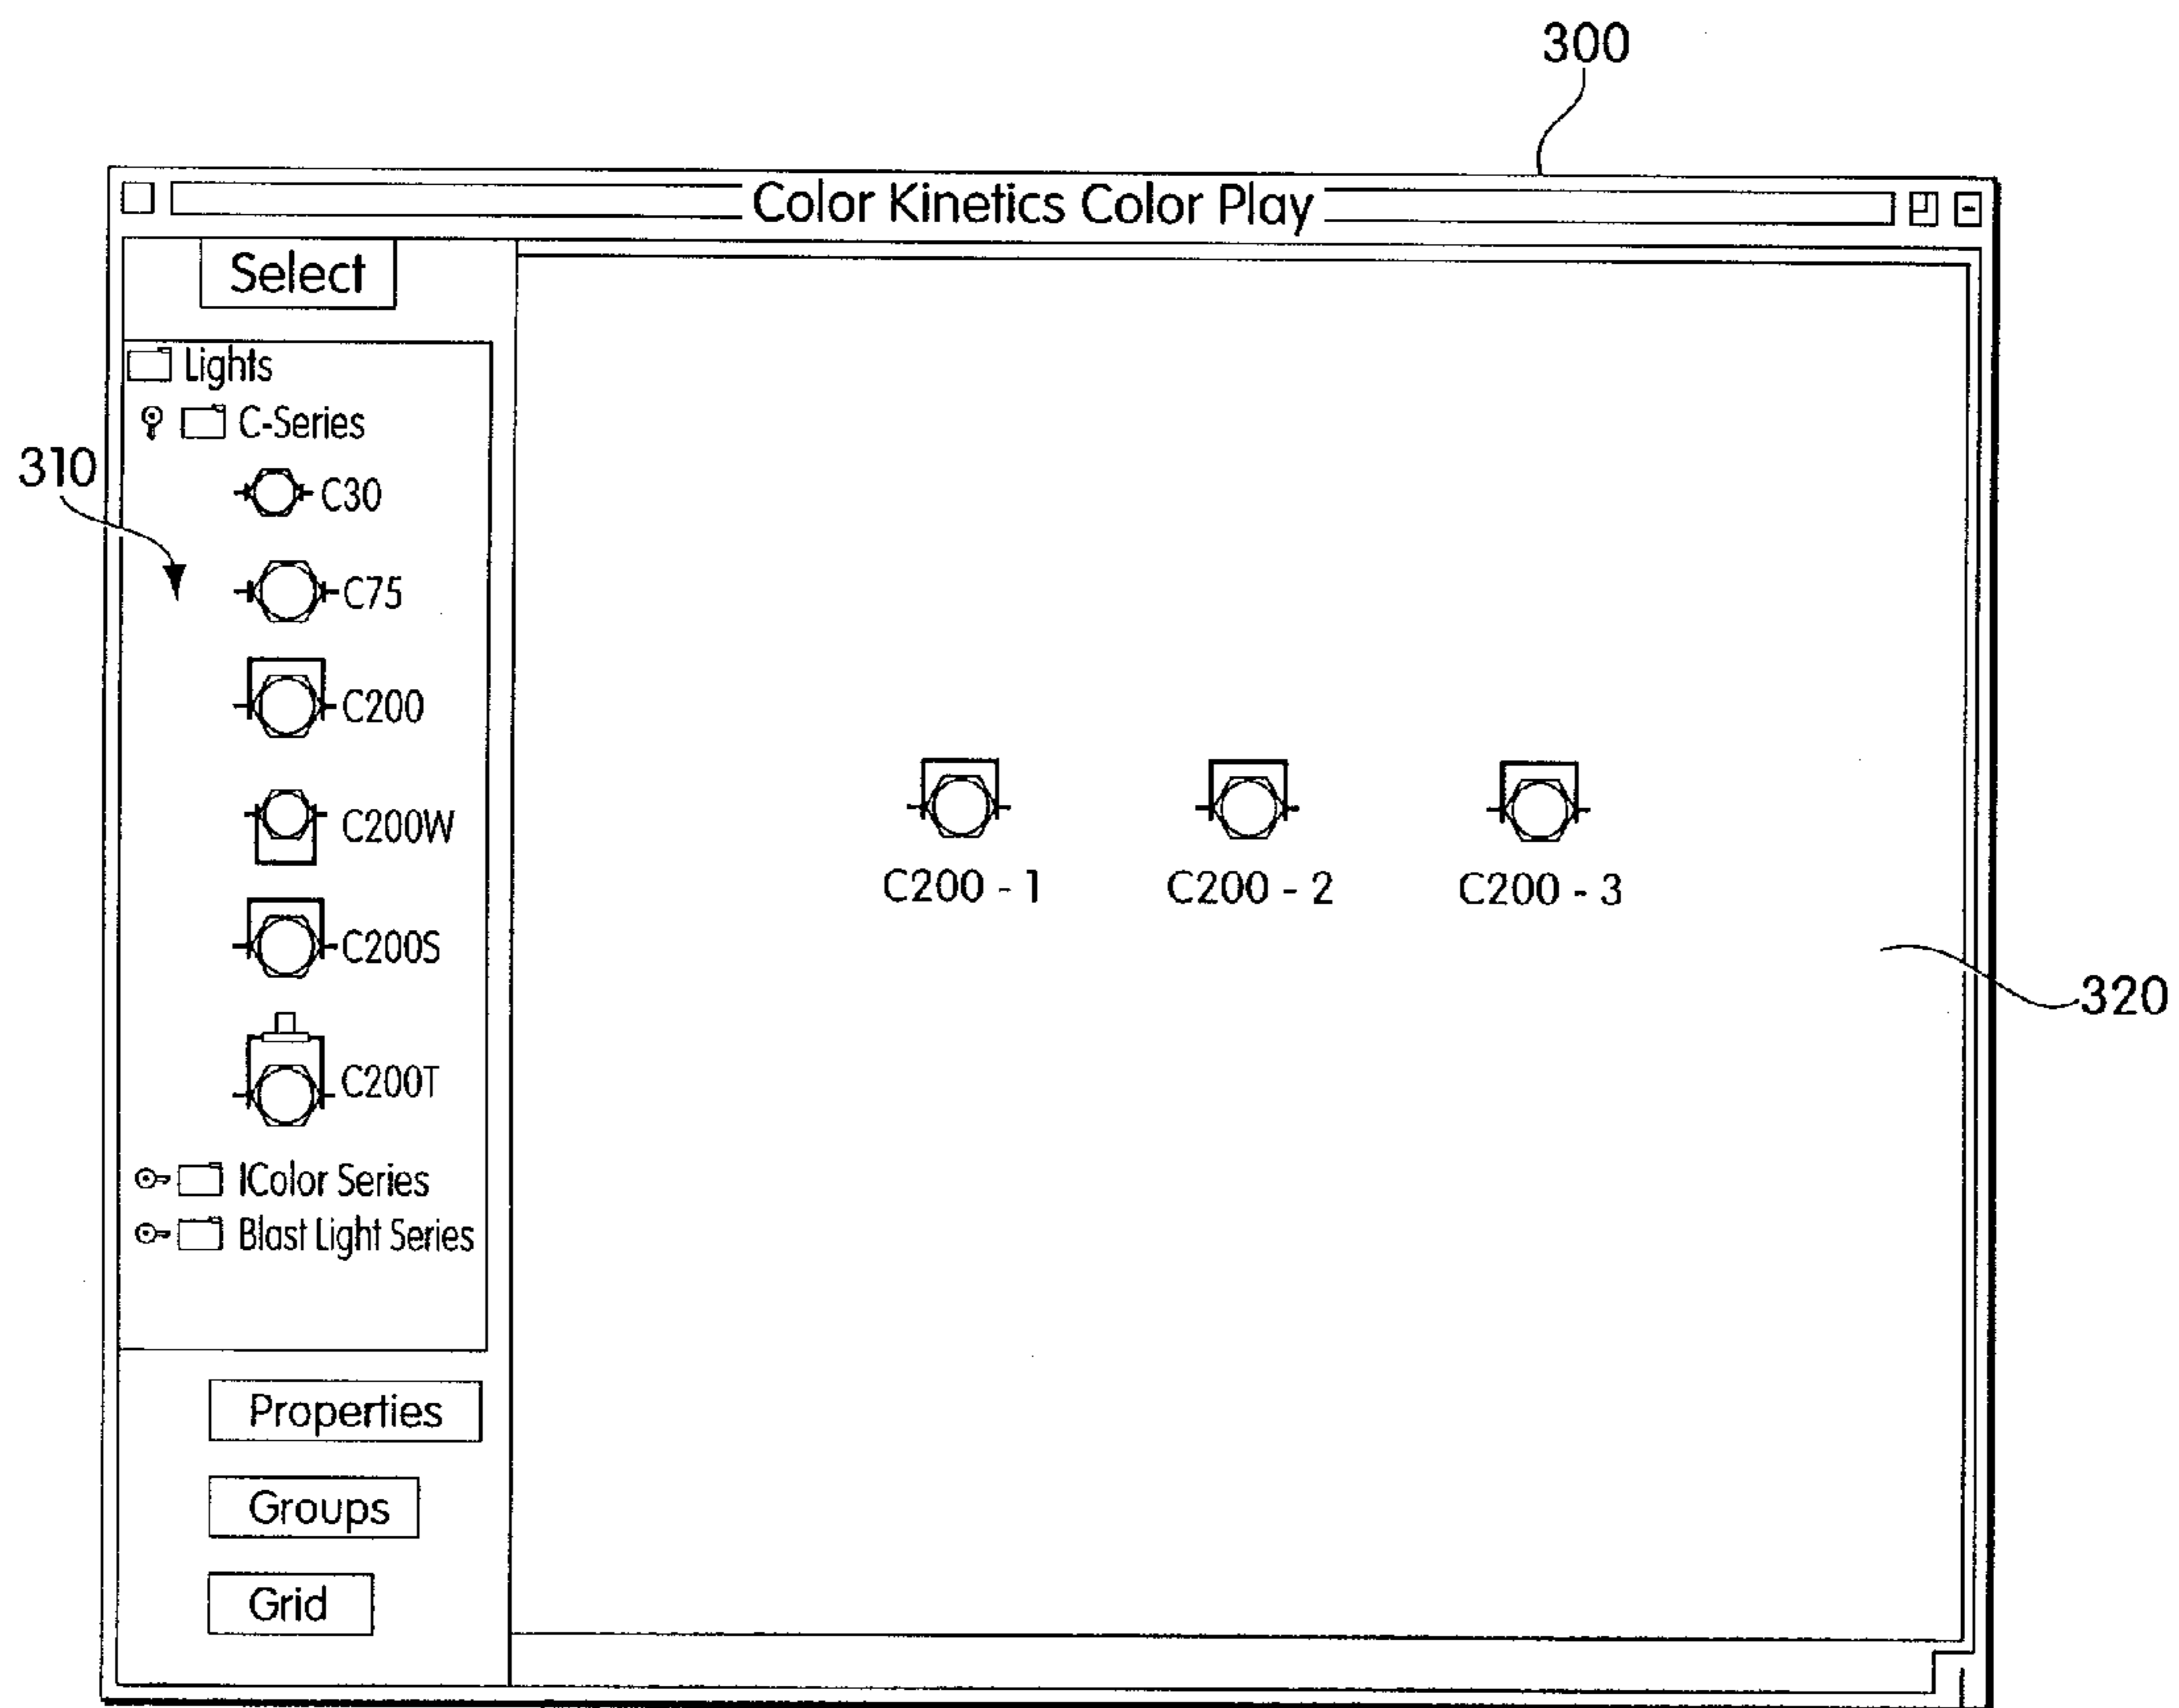 300
Color Kinetics Color Play
Select
Lights
C-Series
310
C30
C75
C200
C200W
C200S
C200T
IColor Series
Blast Light Series
C200 - 1
C200 - 2
C200 - 3
320
Properties
Groups
Grid